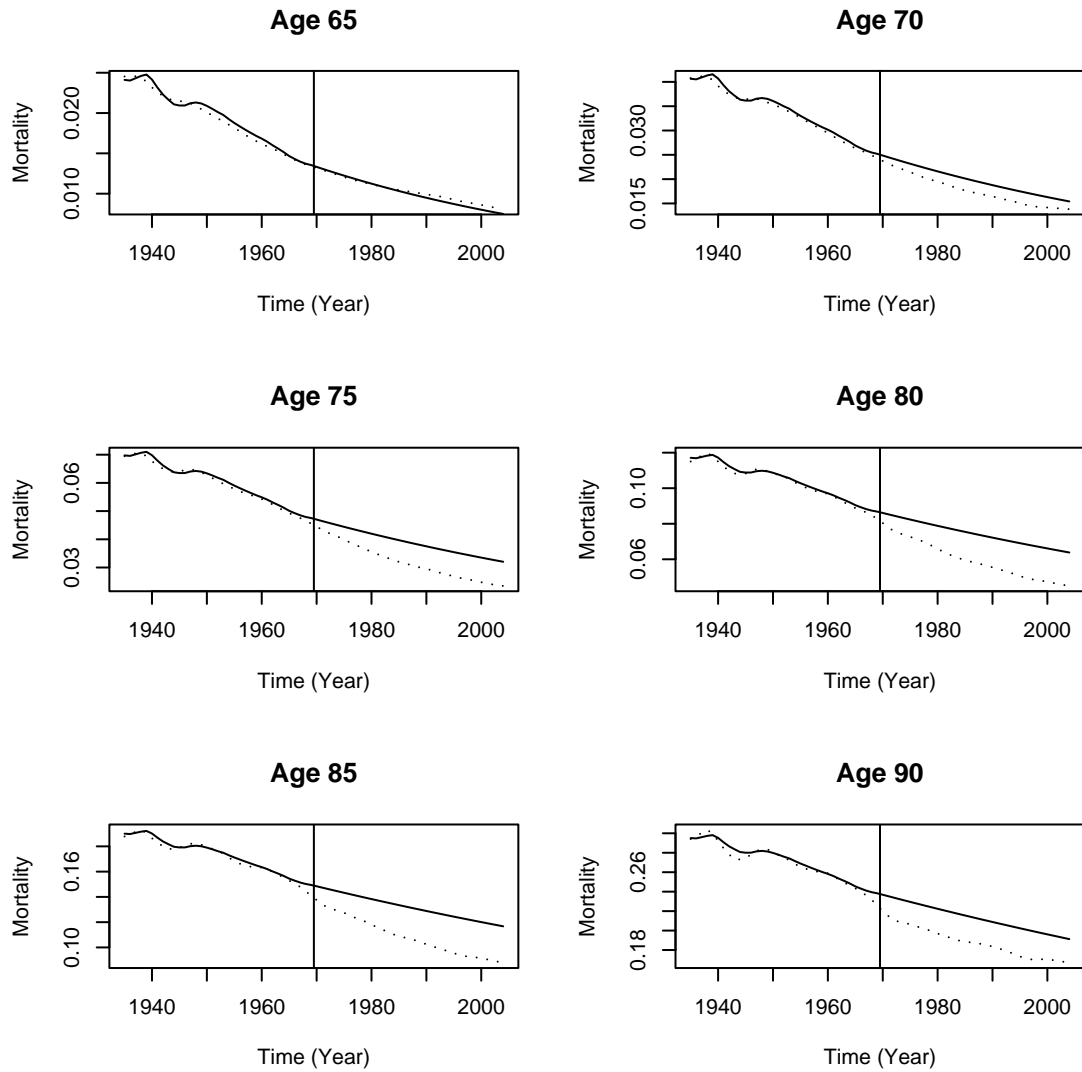 Age 65
Mortality
0.010 0.020
1940 1960 1980 2000
Time (Year)
Age 70
Mortality
0.015 0.030
1940 1960 1980 2000
Time (Year)
Age 75
Mortality
0.03 0.06
1940 1960 1980 2000
Time (Year)
Age 80
Mortality
0.06 0.10
1940 1960 1980 2000
Time (Year)
Age 85
Mortality
0.10 0.16
1940 1960 1980 2000
Time (Year)
Age 90
Mortality
0.18 0.26
1940 1960 1980 2000
Time (Year)